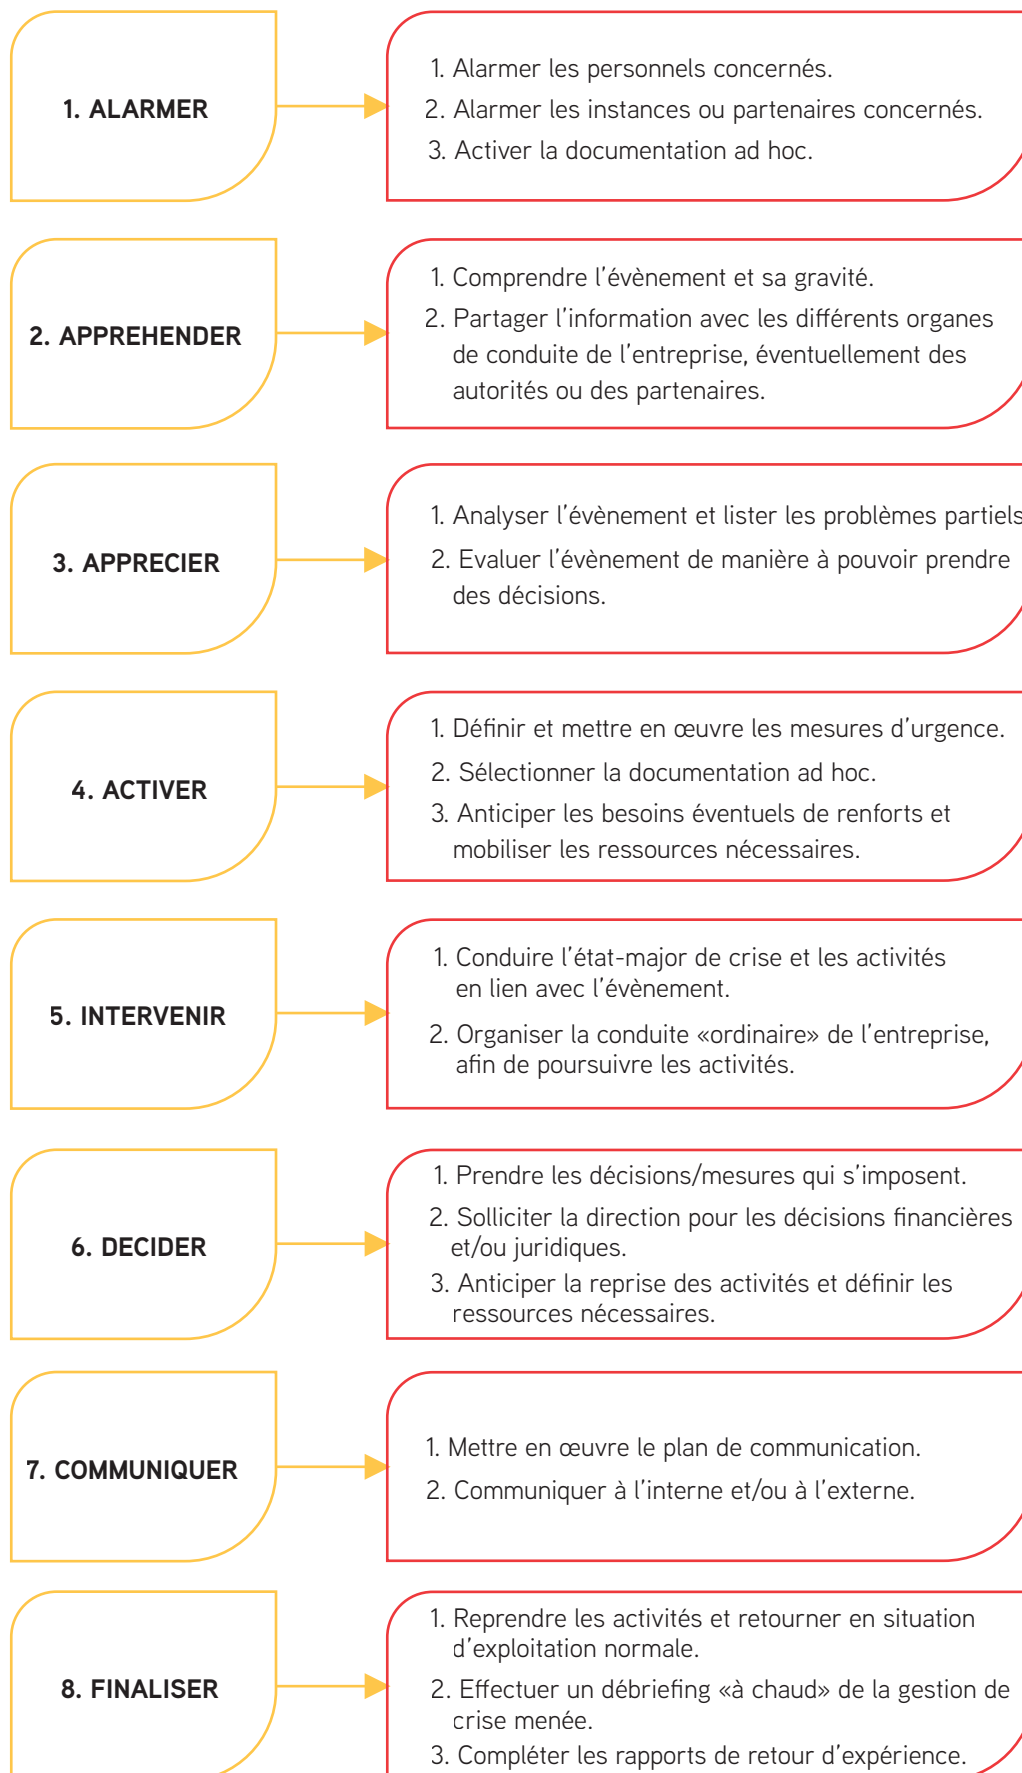 1. ALARMER
1. Alarmer les personnels concernés.
2. Alarmer les instances ou partenaires concernés.
3. Activer la documentation ad hoc.
2. APPREHENDER
1. Comprendre l'évènement et sa gravité.
2. Partager l'information avec les différents organes
de conduite de l'entreprise, éventuellement des
autorités ou des partenaires.
3. APPRECIER
1. Analyser l'évènement et lister les problèmes partiels
2. Evaluer l'évènement de manière à pouvoir prendre
des décisions.
4. ACTIVER
1. Définir et mettre en œuvre les mesures d'urgence.
2. Sélectionner la documentation ad hoc.
3. Anticiper les besoins éventuels de renforts et
mobiliser les ressources nécessaires.
5. INTERVENIR
1. Conduire l'état-major de crise et les activités
en lien avec l'évènement.
2. Organiser la conduite «ordinaire» de l'entreprise,
afin de poursuivre les activités.
6. DECIDER
1. Prendre les décisions/mesures qui s'imposent.
2. Solliciter la direction pour les décisions financières
et/ou juridiques.
3. Anticiper la reprise des activités et définir les
ressources nécessaires.
7. COMMUNIQUER
1. Mettre en œuvre le plan de communication.
2. Communiquer à l'interne et/ou à l'externe.
8. FINALISER
1. Reprendre les activités et retourner en situation
d'exploitation normale.
2. Effectuer un débriefing «à chaud» de la gestion de
crise menée.
3. Compléter les rapports de retour d'expérience.